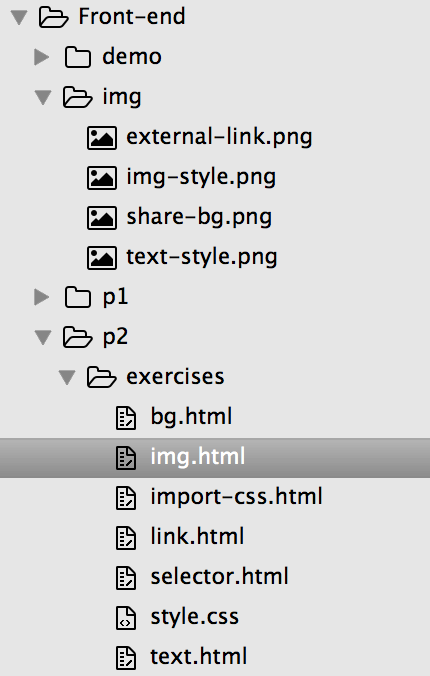 Front-end
demo
img
external-link.png
img-style.png
share-bg.png
text-style.png
p1
p2
exercises
bg.html
img.html
import-css.html
link.html
selector.html
style.css
text.html